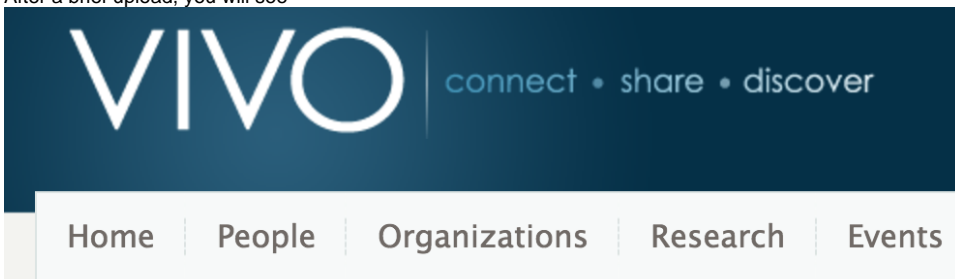 After a brief upload, you will see
VIVO connect • share • discover
Home People Organizations Research Events